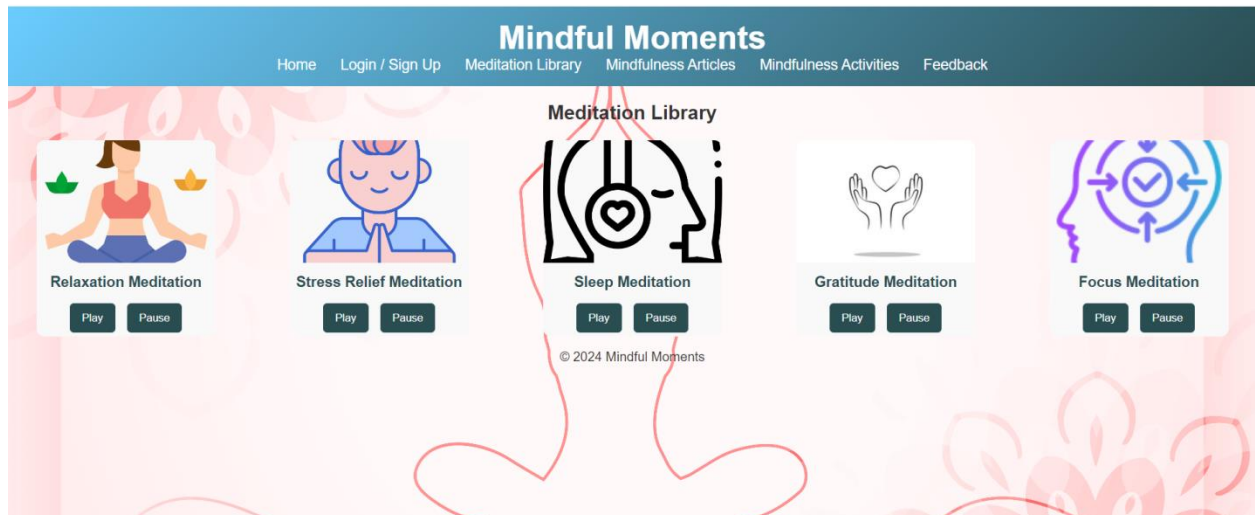 Mindful Moments
Home Login / Sign Up Meditation Library Mindfulness Articles Mindfulness Activities Feedback
Meditation Library
Relaxation Meditation
Play Pause
Stress Relief Meditation
Play Pause
Sleep Meditation
Play Pause
Gratitude Meditation
Play Pause
Focus Meditation
Play Pause
© 2024 Mindful Moments